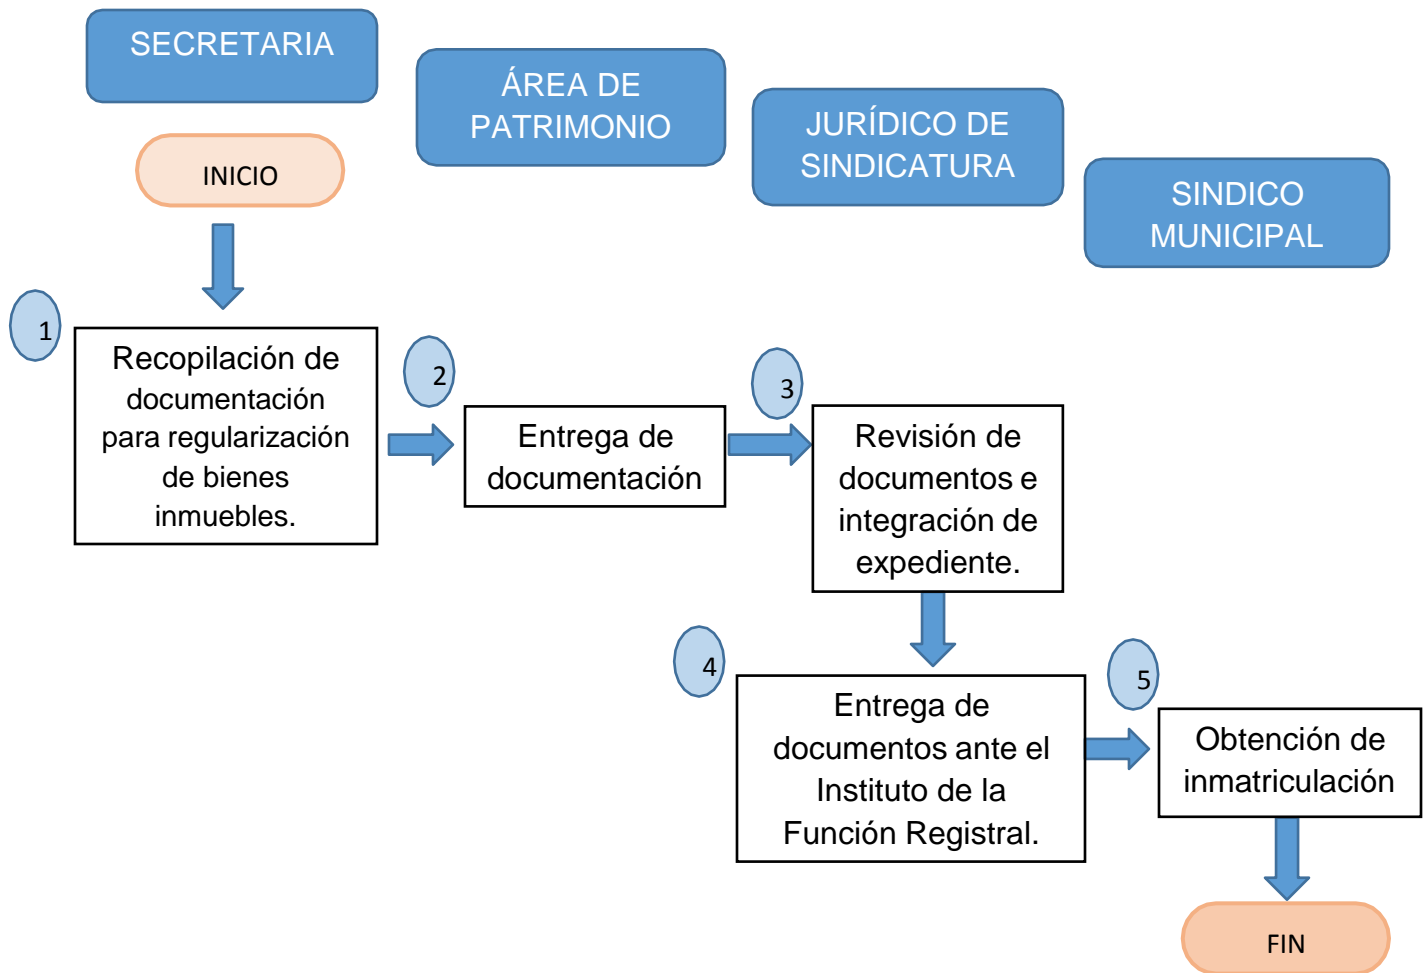 SECRETARIA
ÁREA DE
PATRIMONIO
JURÍDICO DE
SINDICATURA
SINDICO
MUNICIPAL
INICIO
1
Recopilación de
documentación
para regularización
de bienes
inmuebles.
2
Entrega de
documentación
3
Revisión de
documentos e
integración de
expediente.
4
Entrega de
documentos ante el
Instituto de la
Función Registral.
5
Obtención de
inmatriculación
FIN